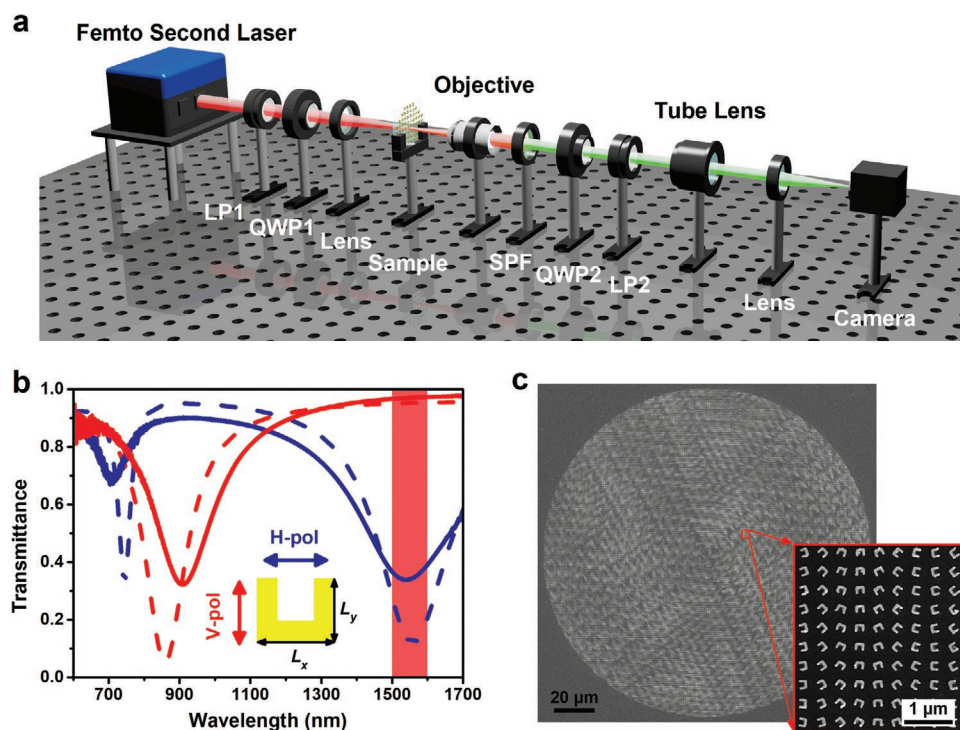 a
Femto Second Laser
Objective
Tube Lens
LP1
QWP1
Lens
Sample
SPF
QWP2
LP2
Lens
Camera
b
1.0
0.8
0.6
0.4
0.2
0.0
Transmittance
H-pol
V-pol
Ly
Lx
600
900
1100
1300
1500
1700
Wavelength (nm)
c
20 μm
1 μm